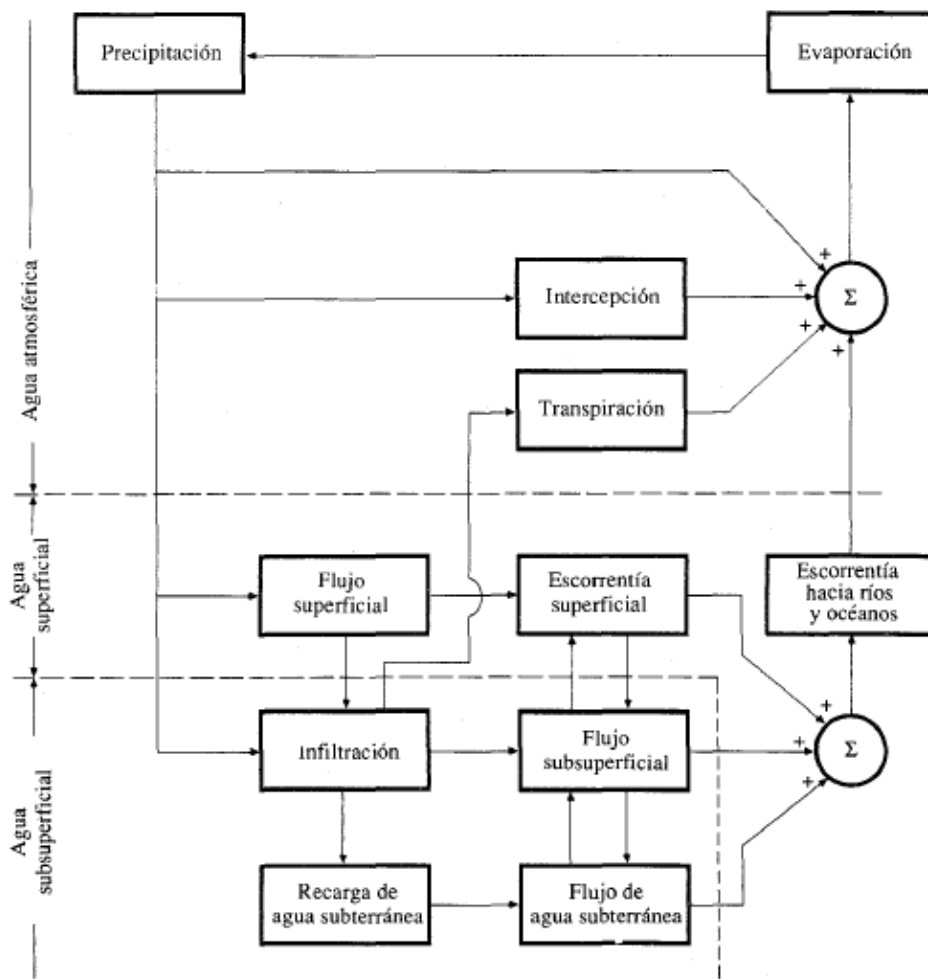 Precipitación
Evaporación
+
Intercepción
+
Σ
+
+
Transpiración
Agua atmosférica
Agua
superficial
Flujo
superficial
Escorrentía
superficial
Escorrentía
hacia ríos
y océanos
Agua
subsuperficial
Infiltración
Flujo
subsuperficial
+
+
Σ
+
Recarga de
agua subterránea
Flujo de
agua subterránea